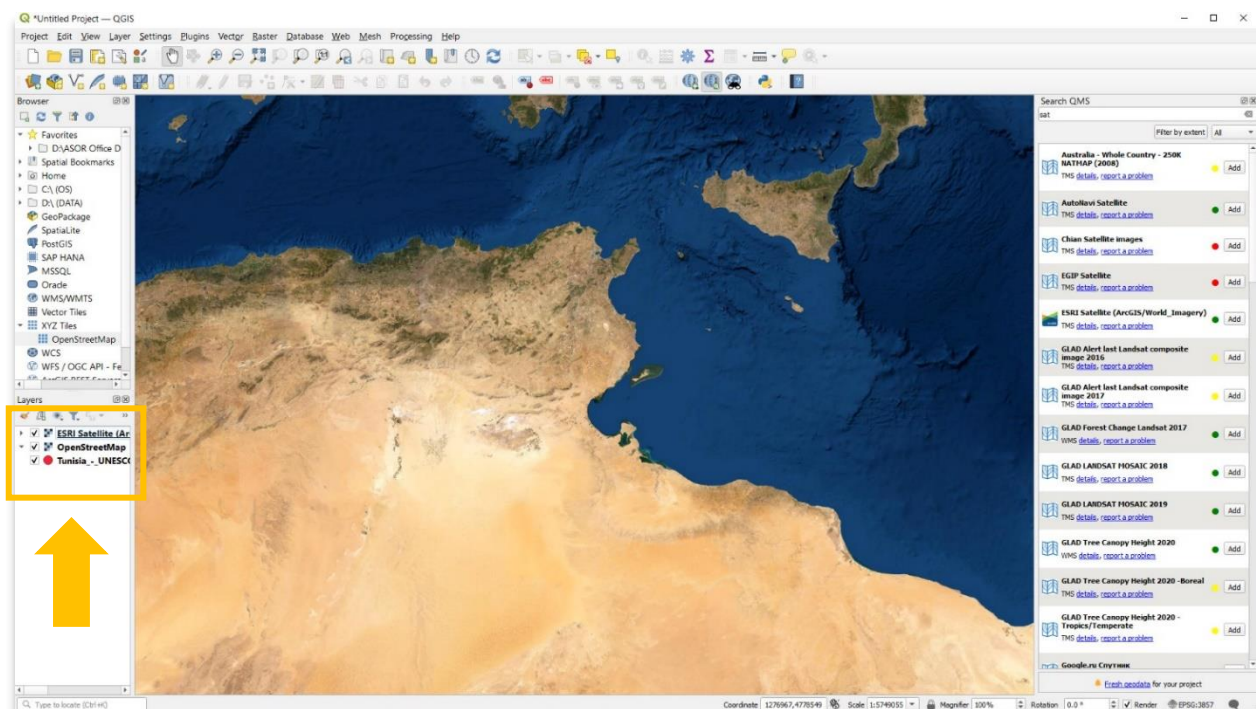 *Untitled Project — QGIS
Project Edit View Layer Settings Plugins Vector Raster Database Web Mesh Processing Help
Browser
Favorites
D:\ASOR Office D
Spatial Bookmarks
Home
C:\ (OS)
D:\ (DATA)
GeoPackage
SpatiaLite
PostGIS
SAP HANA
MSSQL
Oracle
WMS/WMTS
Vector Tiles
XYZ Tiles
OpenStreetMap
WCS
WFS / OGC API - Fe
Layers
ESRI Satellite (Ar
OpenStreetMap
Tunisia_-_UNESCO
Search QMS
sat
Filter by extent All
Australia - Whole Country - 250K
NATMAP (2008)
TMS details, report a problem
Add
AutoNavi Satellite
TMS details, report a problem
Add
Chian Satellite images
TMS details, report a problem
Add
EGIP Satellite
TMS details, report a problem
Add
ESRI Satellite (ArcGIS/World_Imagery)
TMS details, report a problem
Add
GLAD Alert last Landsat composite
image 2016
TMS details, report a problem
Add
GLAD Alert last Landsat composite
image 2017
TMS details, report a problem
Add
GLAD Forest Change Landsat 2017
WMS details, report a problem
Add
GLAD LANDSAT MOSAIC 2018
TMS details, report a problem
Add
GLAD LANDSAT MOSAIC 2019
TMS details, report a problem
Add
GLAD Tree Canopy Height 2020
WMS details, report a problem
Add
GLAD Tree Canopy Height 2020 -Boreal
TMS details, report a problem
Add
GLAD Tree Canopy Height 2020 -
Tropics/Temperate
TMS details, report a problem
Add
Google.ru Спутник
Fresh geodata for your project
Type to locate (Ctrl+K)
Coordinate 1276967,4778549 Scale 1:5749055 Magnifier 100% Rotation 0.0 ° Render EPSG:3857